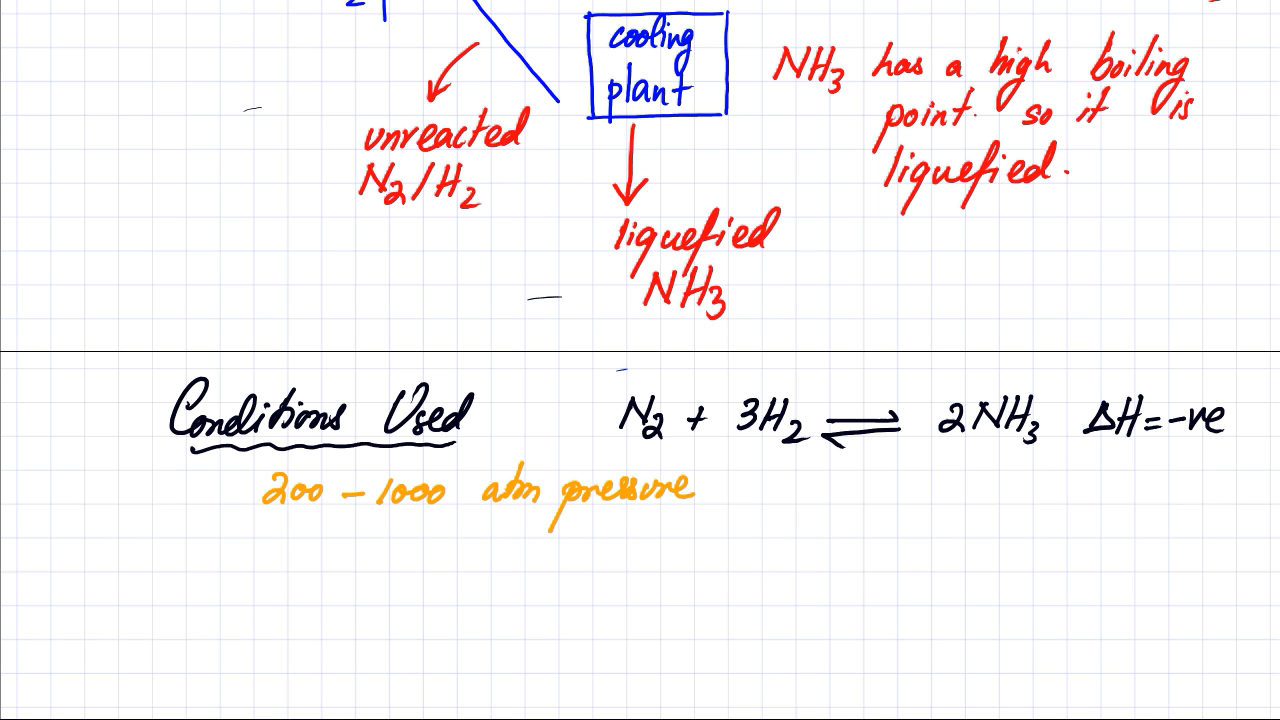 2
cooling
plant
NH₃ has a high boiling
point. so it is
liquefied.
unreacted
N₂/H₂
liquefied
NH₃
Conditions Used
N₂ + 3H₂ ⇌ 2NH₃ ΔH=-ve
200 – 1000 atm pressure